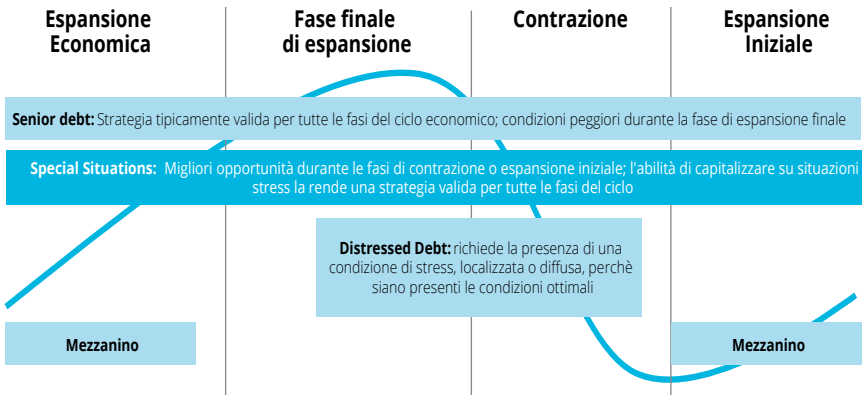 Espansione
Economica
Fase finale
di espansione
Contrazione
Espansione
Iniziale
Senior debt: Strategia tipicamente valida per tutte le fasi del ciclo economico; condizioni peggiori durante la fase di espansione finale
Special Situations: Migliori opportunità durante le fasi di contrazione o espansione iniziale; l'abilità di capitalizzare su situazioni
stress la rende una strategia valida per tutte le fasi del ciclo
Distressed Debt: richiede la presenza di una
condizione di stress, localizzata o diffusa, perchè
siano presenti le condizioni ottimali
Mezzanino
Mezzanino